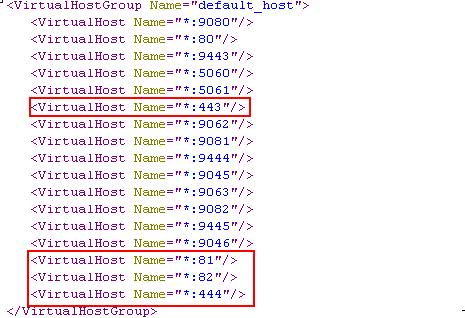 <VirtualHostGroup Name="default_host">
<VirtualHost Name="*:9080"/>
<VirtualHost Name="*:80"/>
<VirtualHost Name="*:9443"/>
<VirtualHost Name="*:5060"/>
<VirtualHost Name="*:5061"/>
<VirtualHost Name="*:443"/>
<VirtualHost Name="*:9062"/>
<VirtualHost Name="*:9081"/>
<VirtualHost Name="*:9444"/>
<VirtualHost Name="*:9045"/>
<VirtualHost Name="*:9063"/>
<VirtualHost Name="*:9082"/>
<VirtualHost Name="*:9445"/>
<VirtualHost Name="*:9046"/>
<VirtualHost Name="*:81"/>
<VirtualHost Name="*:82"/>
<VirtualHost Name="*:444"/>
</VirtualHostGroup>